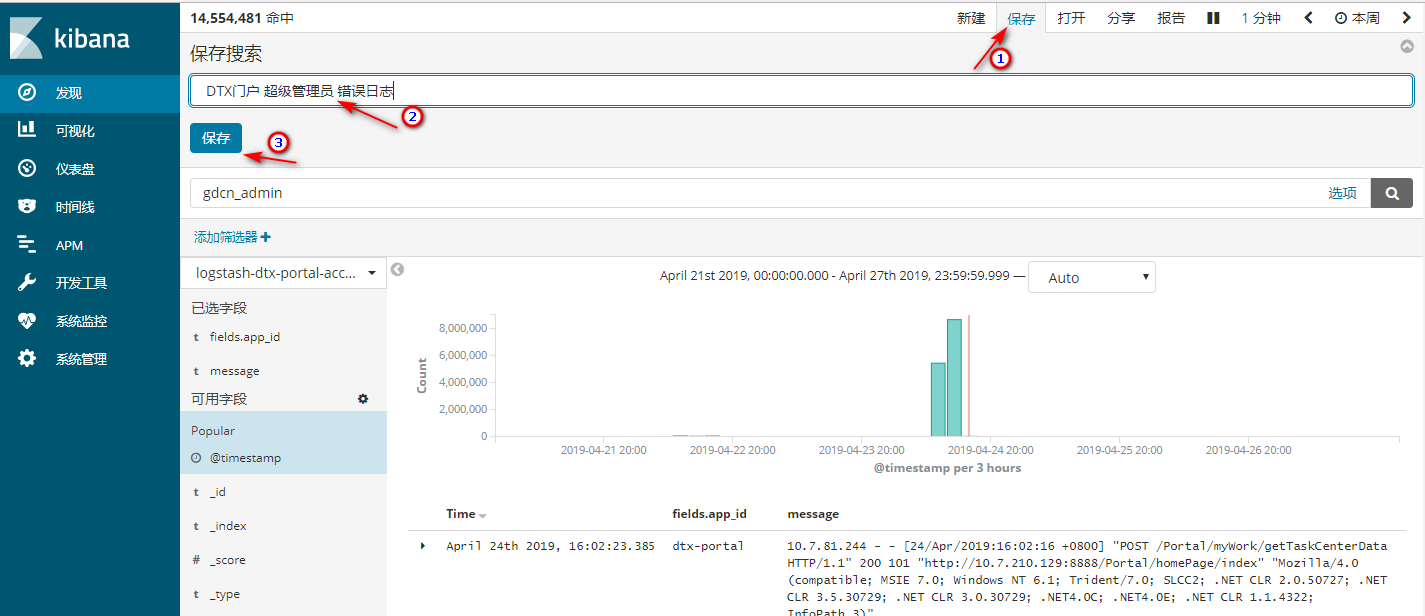 kibana
发现
可视化
仪表盘
时间线
APM
开发工具
系统监控
系统管理
14,554,481 命中
新建 保存 打开 分享 报告 1 分钟 本周
1
保存搜索
DTX门户 超级管理员 错误日志
2
保存
3
gdcn_admin 选项
添加筛选器
logstash-dtx-portal-acc...
已选字段
t fields.app_id
t message
可用字段
Popular
@timestamp
t _id
t _index
# _score
t _type
April 21st 2019, 00:00:00.000 - April 27th 2019, 23:59:59.999 — Auto
Count
8,000,000
6,000,000
4,000,000
2,000,000
0
2019-04-21 20:00 2019-04-22 20:00 2019-04-23 20:00 2019-04-24 20:00 2019-04-25 20:00 2019-04-26 20:00
@timestamp per 3 hours
Time fields.app_id message
April 24th 2019, 16:02:23.385 dtx-portal 10.7.81.244 - - [24/Apr/2019:16:02:16 +0800] "POST /Portal/myWork/getTaskCenterData
HTTP/1.1" 200 101 "http://10.7.210.129:8888/Portal/homePage/index" "Mozilla/4.0
(compatible; MSIE 7.0; Windows NT 6.1; Trident/7.0; SLCC2; .NET CLR 2.0.50727; .NET
CLR 3.5.30729; .NET CLR 3.0.30729; .NET4.0C; .NET4.0E; .NET CLR 1.1.4322;
InfoPath.3)"